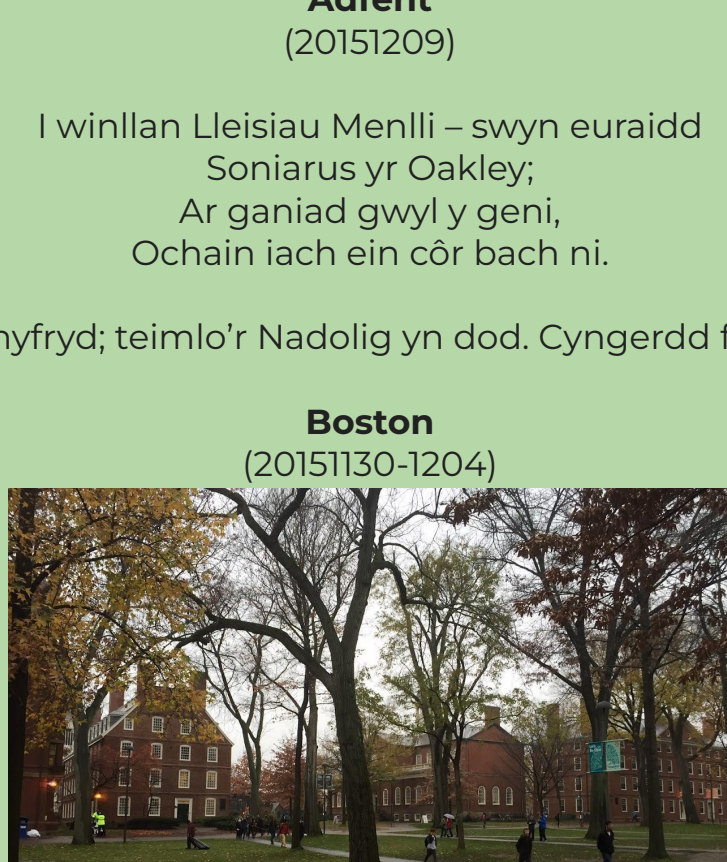 Adfent
(20151209)
I winllan Lleisiau Menlli – swyn euraidd
Soniarus yr Oakley;
Ar ganiad gwyl y geni,
Ochain iach ein côr bach ni.
teimlo’r Nadolig yn dod. Cyngerdd
Boston
(20151130-1204)